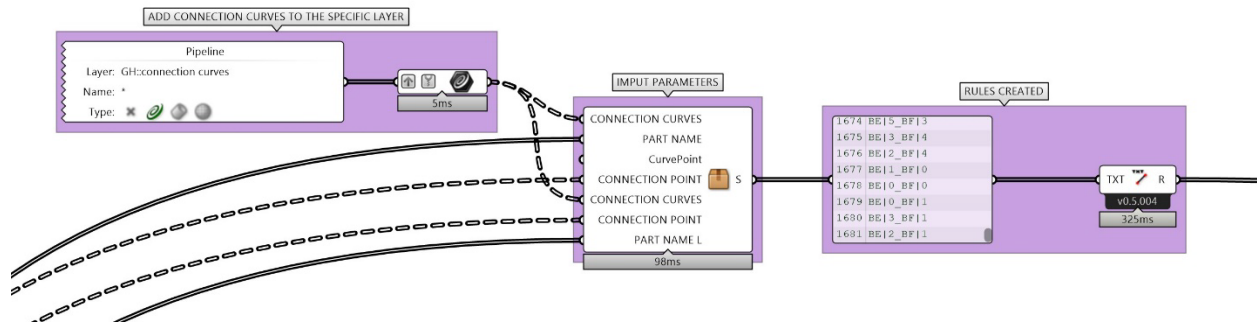 ADD CONNECTION CURVES TO THE SPECIFIC LAYER
Pipeline
Layer: GH::connection curves
Name: *
Type:
5ms
IMPUT PARAMETERS
CONNECTION CURVES
PART NAME
CurvePoint
CONNECTION POINT
S
CONNECTION CURVES
CONNECTION POINT
PART NAME L
98ms
RULES CREATED
1674 BE|5_BF|3
1675 BE|3_BF|4
1676 BE|2_BF|4
1677 BE|1_BF|0
1678 BE|0_BF|0
1679 BE|0_BF|1
1680 BE|3_BF|1
1681 BE|2_BF|1
TXT R
v0.5.004
325ms